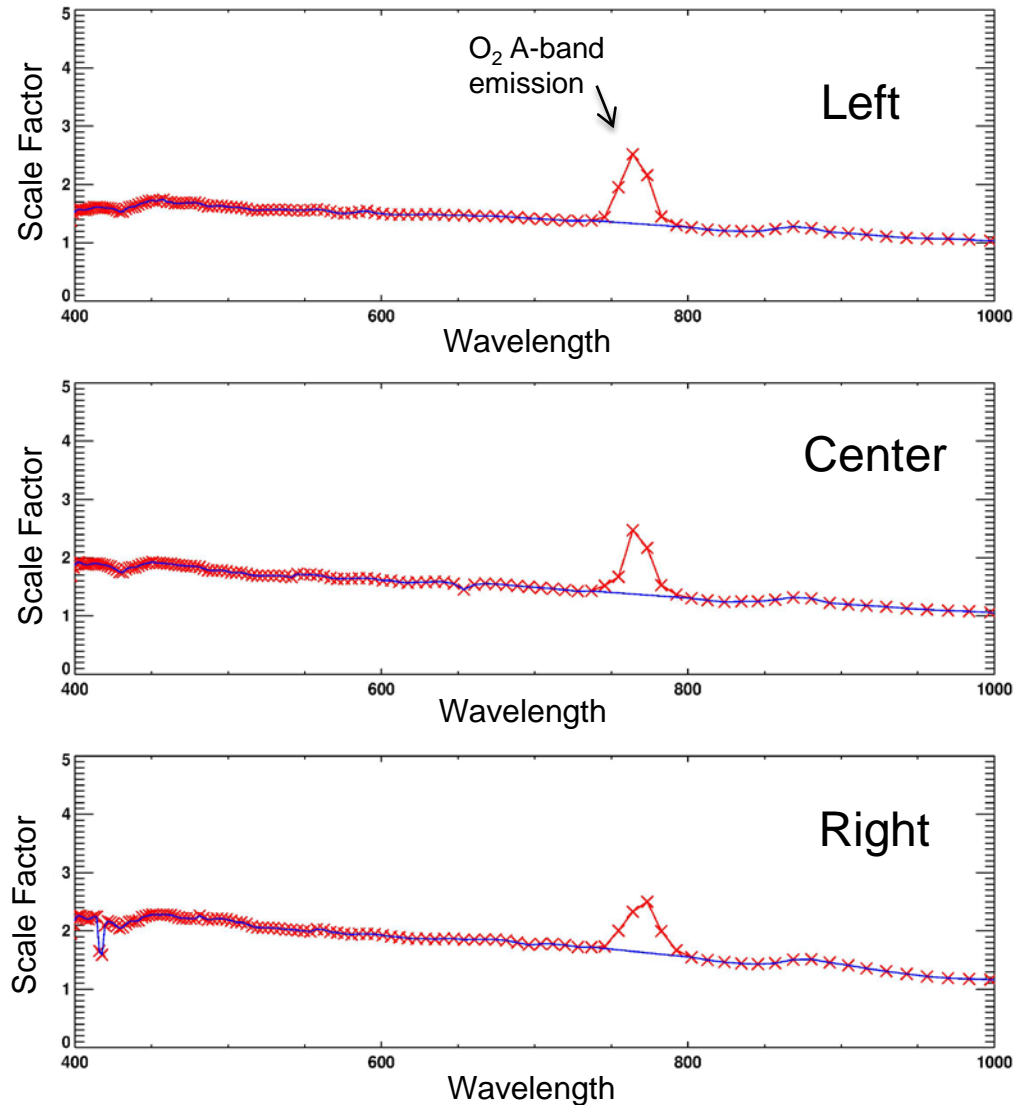 5
4
3
2
1
0
Scale Factor
O₂ A-band
emission
Left
400
600
800
1000
Wavelength
5
4
3
2
1
0
Scale Factor
Center
400
600
800
1000
Wavelength
5
4
3
2
1
0
Scale Factor
Right
400
600
800
1000
Wavelength